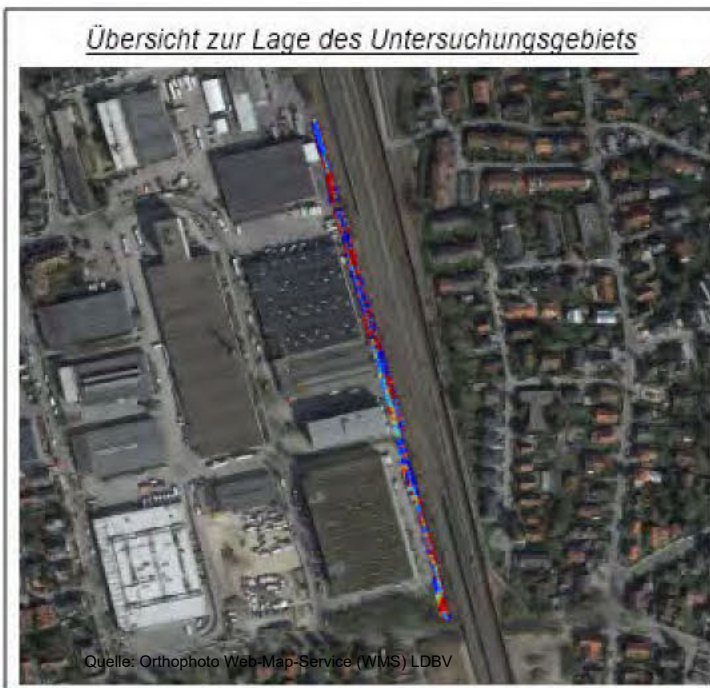 Übersicht zur Lage des Untersuchungsgebiets
Quelle: Orthophoto Web-Map-Service (WMS) LDBV